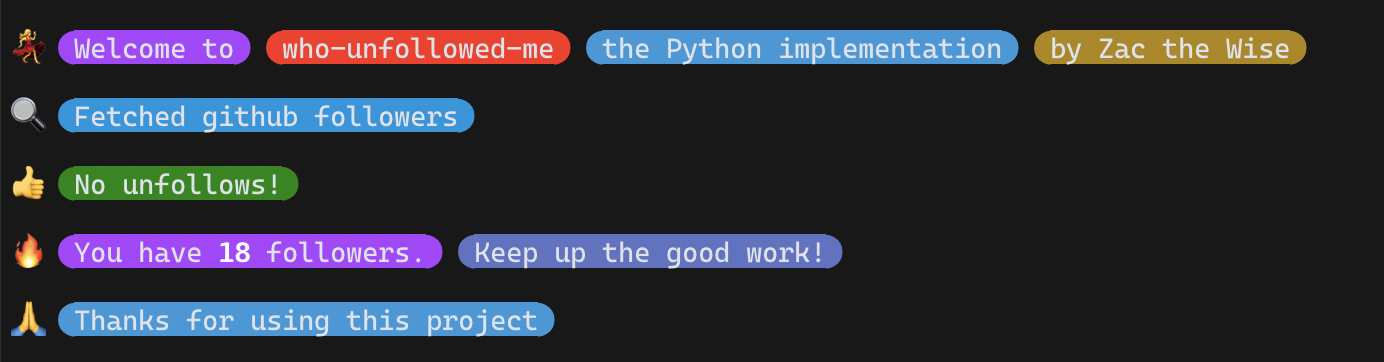 💃 Welcome to who-unfollowed-me the Python implementation by Zac the Wise
🔍 Fetched github followers
👍 No unfollows!
🔥 You have 18 followers. Keep up the good work!
🙏 Thanks for using this project